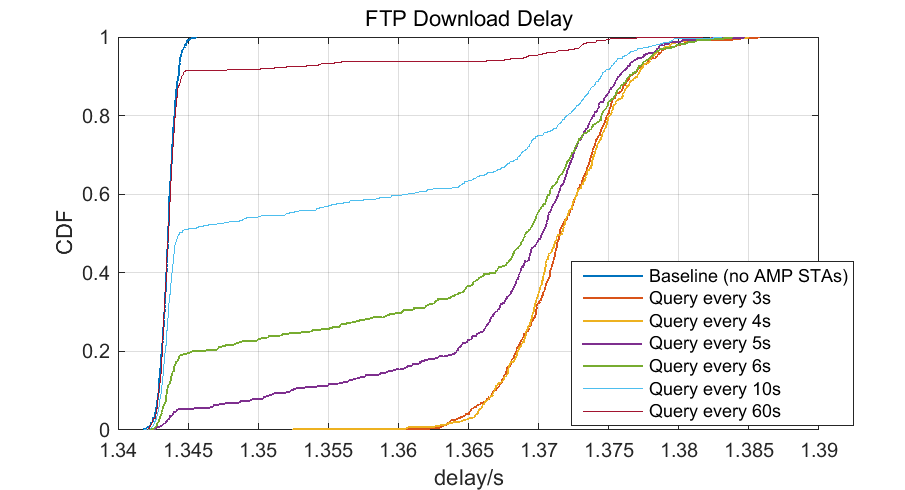 FTP Download Delay
1
0.8
0.6
0.4
0.2
0
CDF
Baseline (no AMP STAs)
Query every 3s
Query every 4s
Query every 5s
Query every 6s
Query every 10s
Query every 60s
1.34 1.345 1.35 1.355 1.36 1.365 1.37 1.375 1.38 1.385 1.39
delay/s